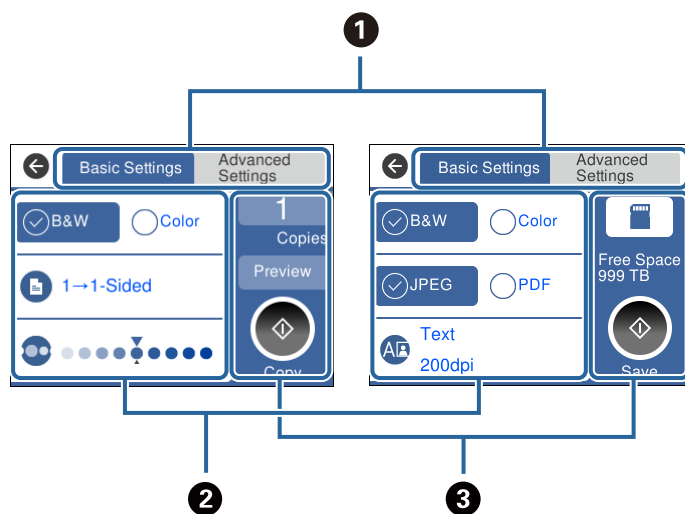 1
Basic Settings
Advanced
Settings
B&W
Color
1→1-Sided
1
Copies
Preview
Copy
Basic Settings
Advanced
Settings
B&W
Color
JPEG
PDF
A
Text
200dpi
Free Space
999 TB
Save
2
3